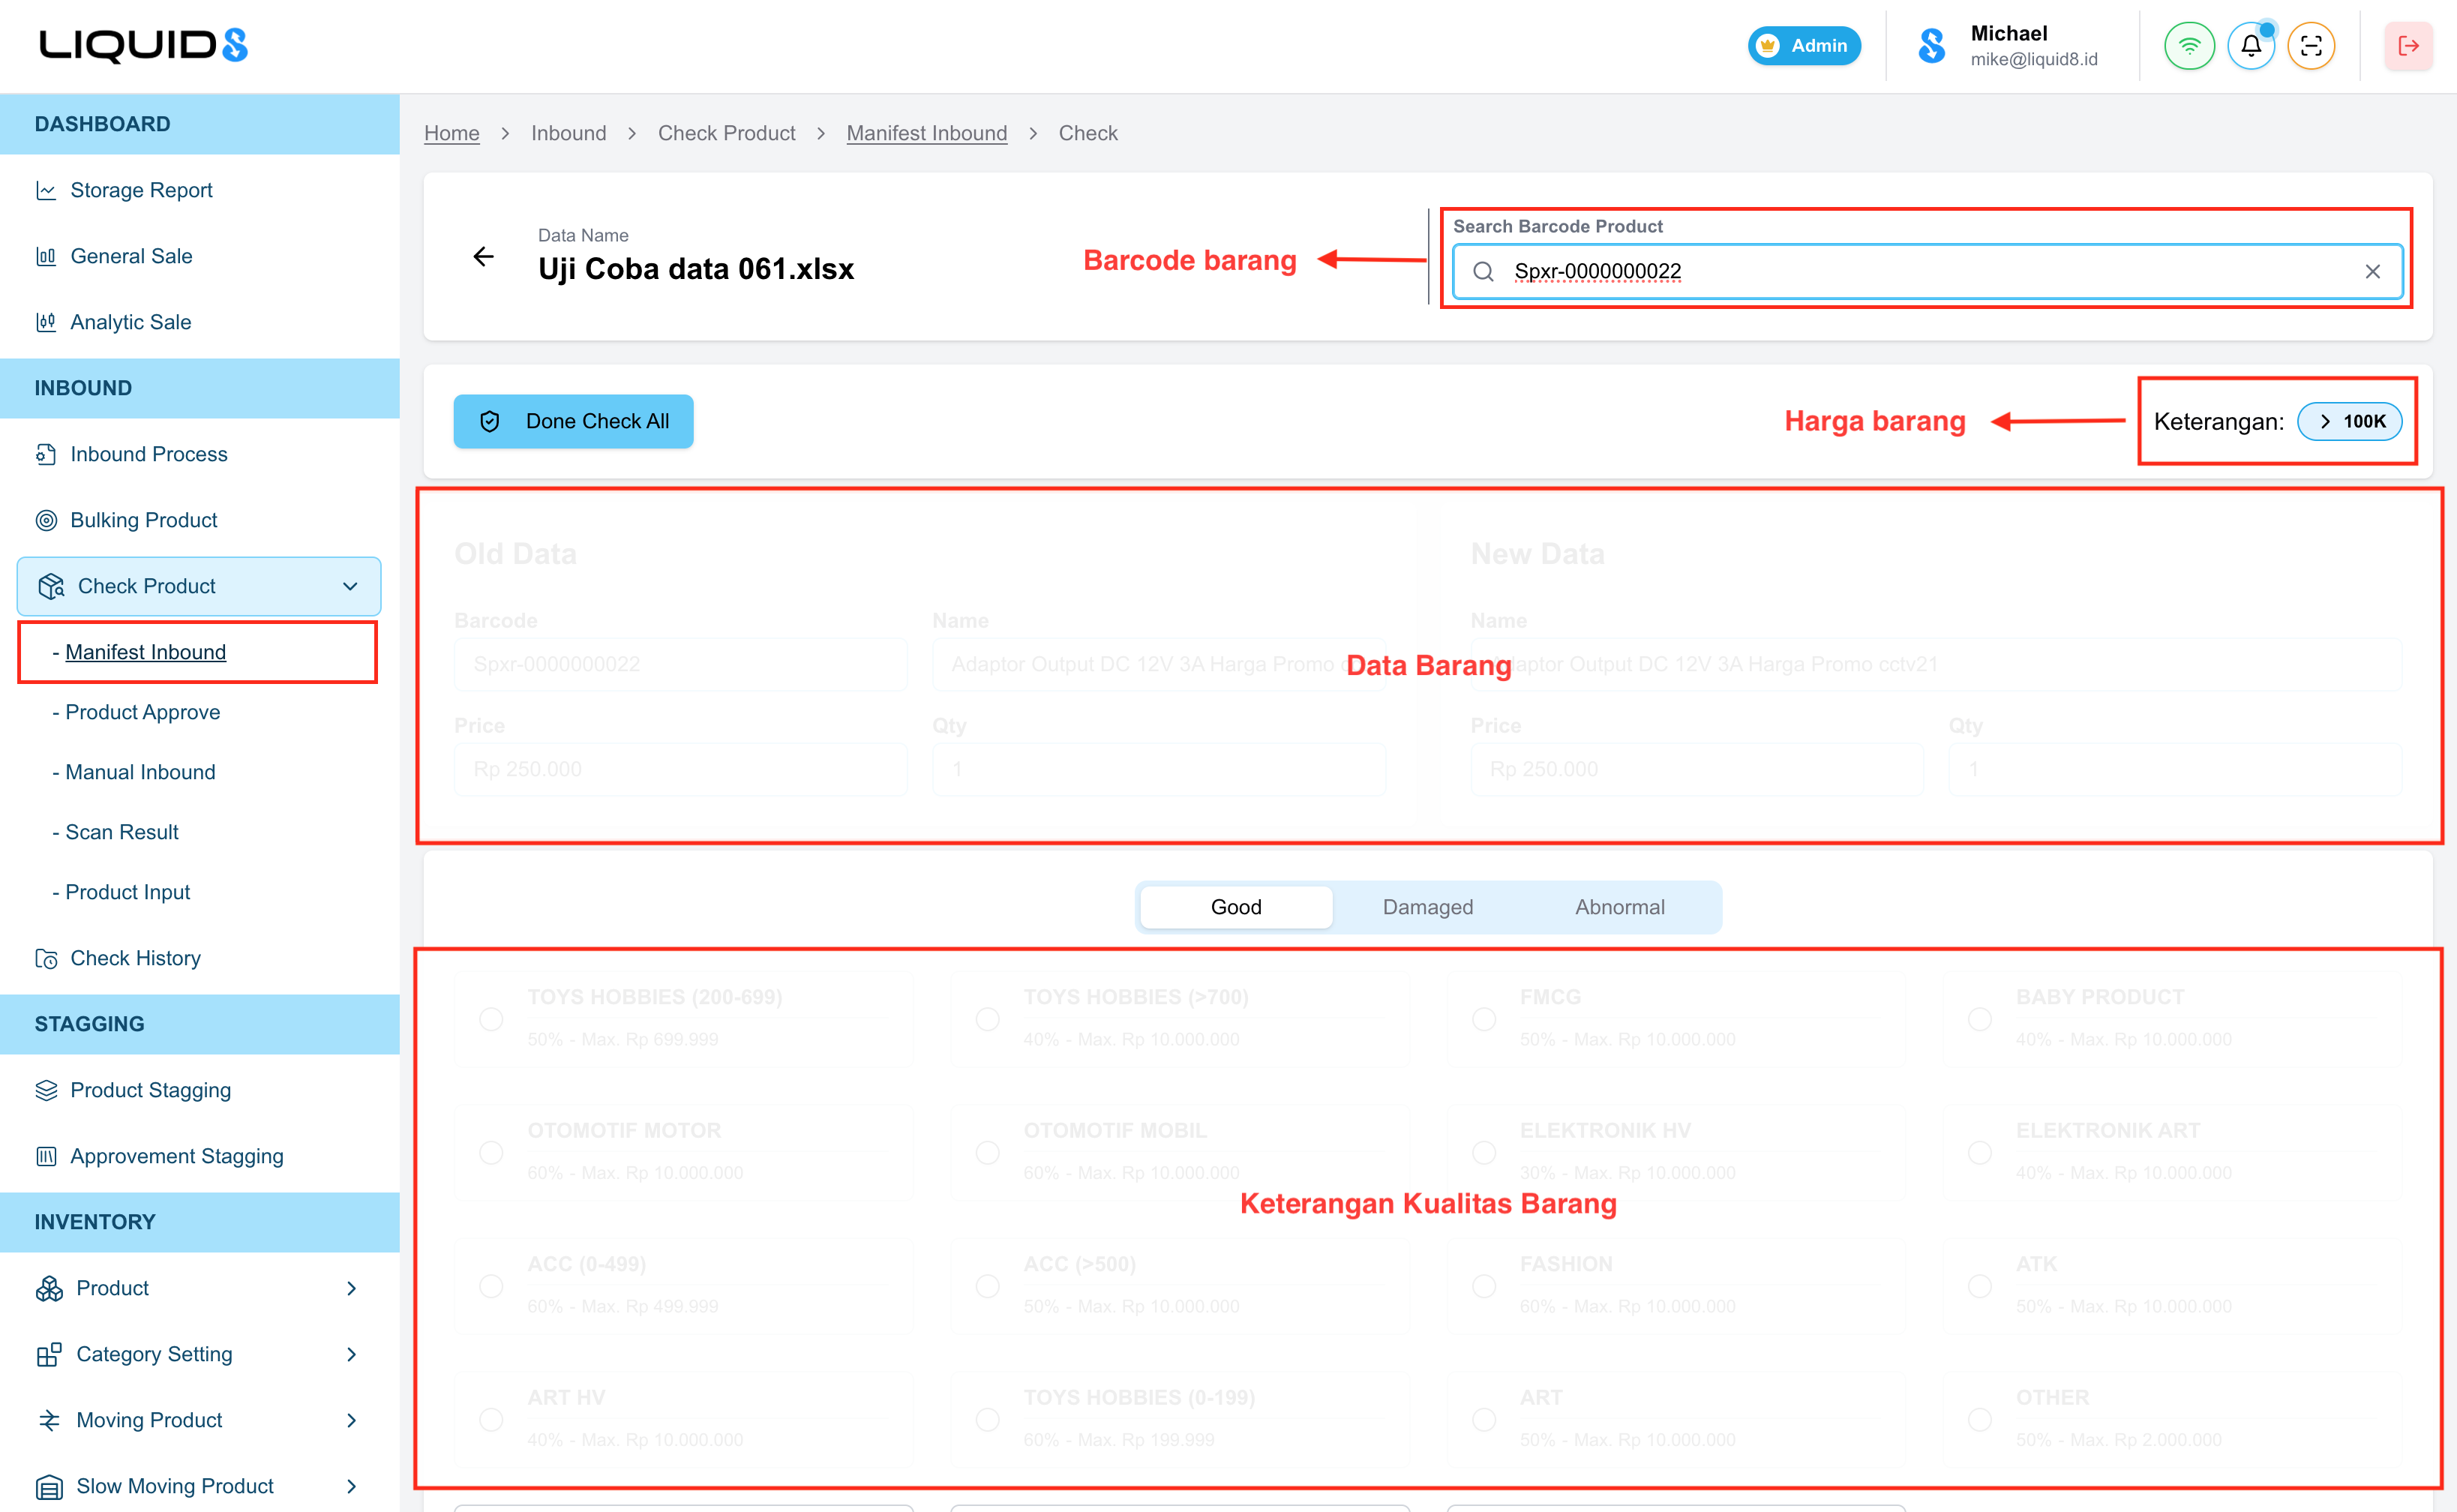 LIQUID8
Admin
Michael
mike@liquid8.id
DASHBOARD
Storage Report
General Sale
Analytic Sale
INBOUND
Inbound Process
Bulking Product
Check Product
- Manifest Inbound
- Product Approve
- Manual Inbound
- Scan Result
- Product Input
Check History
STAGGING
Product Stagging
Approvement Stagging
INVENTORY
Product
Category Setting
Moving Product
Slow Moving Product
Home > Inbound > Check Product > Manifest Inbound > Check
Data Name
Uji Coba data 061.xlsx
Barcode barang
Search Barcode Product
Spxr-0000000022
Done Check All
Harga barang
Keterangan: > 100K
Old Data
Barcode
Spxr-0000000022
Name
Adaptor Output DC 12V 3A Harga Promo
Price
Rp 250.000
Qty
1
Data Barang
New Data
Name
Adaptor Output DC 12V 3A Harga Promo cctv21
Price
Rp 250.000
Qty
1
Good Damaged Abnormal
TOYS HOBBIES (200-699)
50% - Max. Rp 699.999
TOYS HOBBIES (>700)
40% - Max. Rp 10.000.000
FMCG
50% - Max. Rp 10.000.000
BABY PRODUCT
40% - Max. Rp 10.000.000
OTOMOTIF MOTOR
60% - Max. Rp 10.000.000
OTOMOTIF MOBIL
60% - Max. Rp 10.000.000
ELEKTRONIK HV
30% - Max. Rp 10.000.000
ELEKTRONIK ART
40% - Max. Rp 10.000.000
Keterangan Kualitas Barang
ACC (0-499)
60% - Max. Rp 499.999
ACC (>500)
50% - Max. Rp 10.000.000
FASHION
60% - Max. Rp 10.000.000
ATK
50% - Max. Rp 10.000.000
ART HV
40% - Max. Rp 10.000.000
TOYS HOBBIES (0-199)
60% - Max. Rp 199.999
ART
50% - Max. Rp 10.000.000
OTHER
50% - Max. Rp 2.000.000